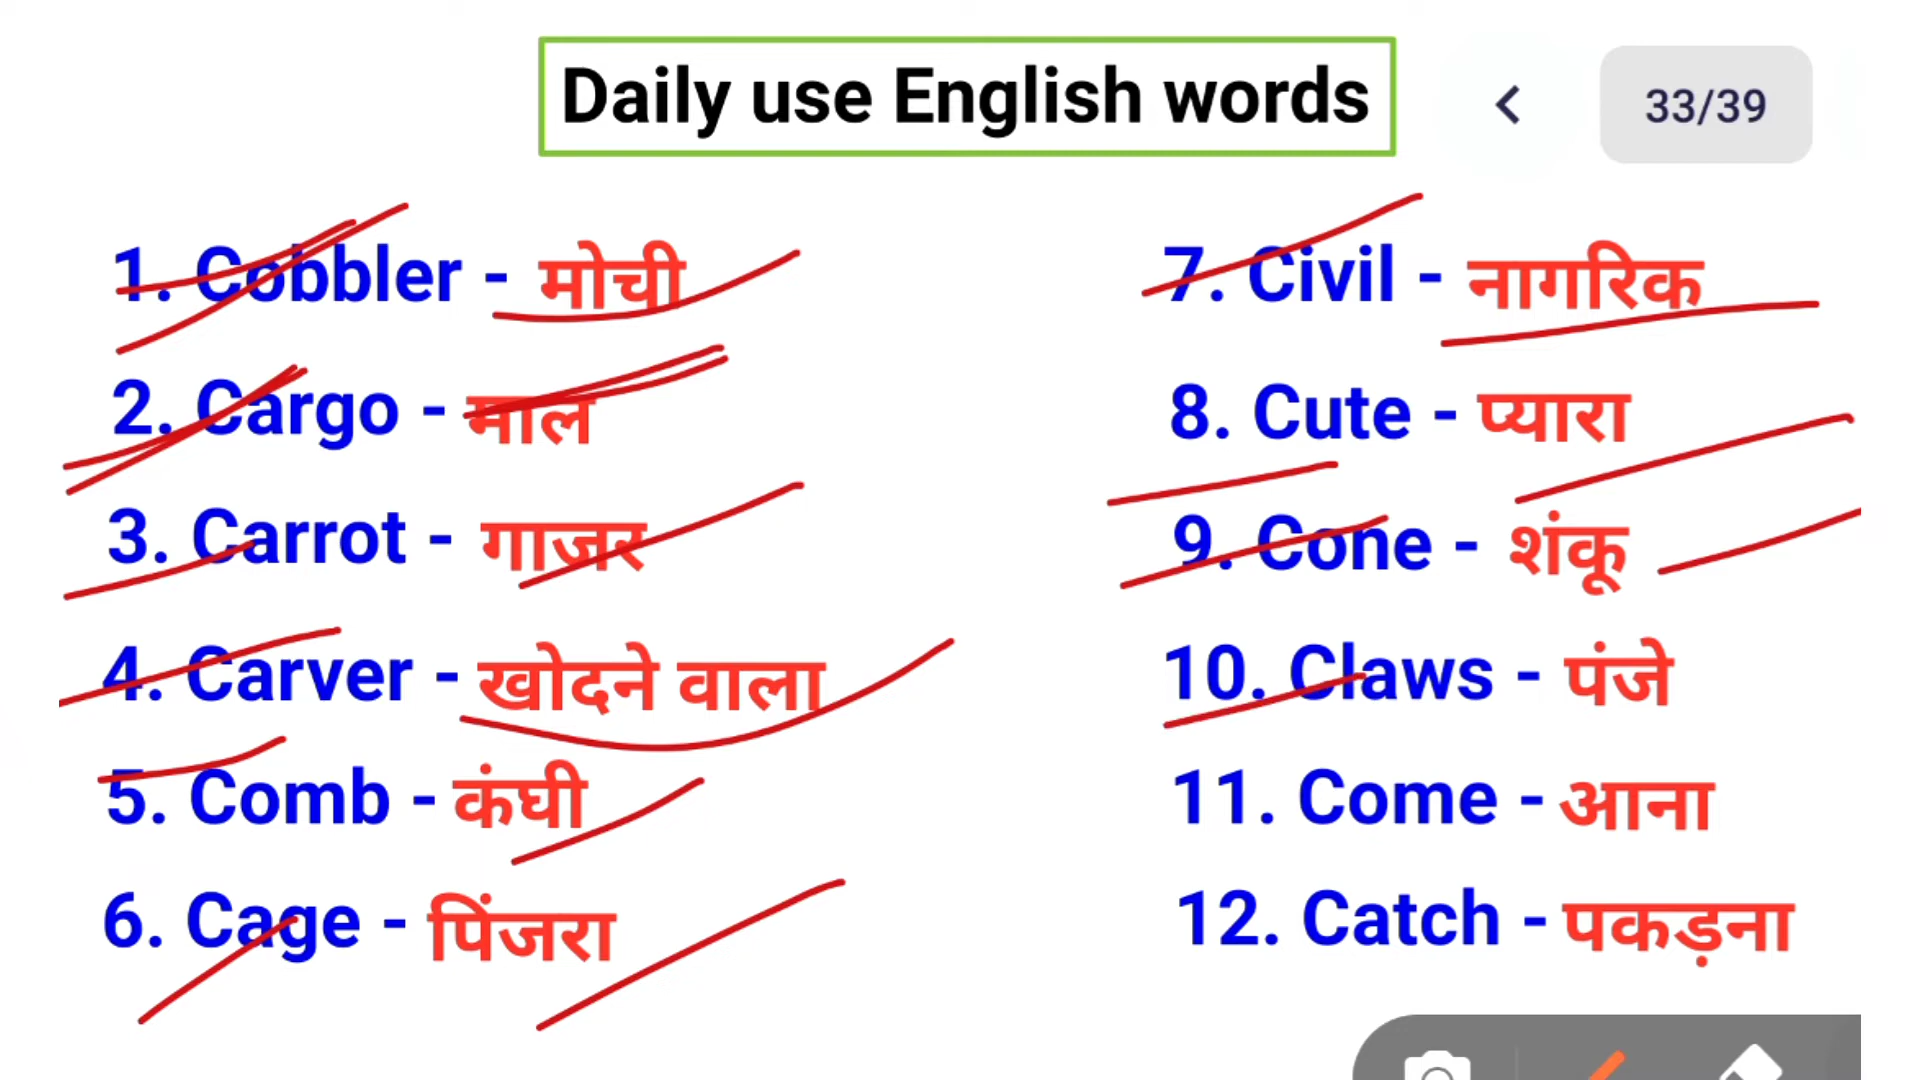 Daily use English words
33/39
1. Cobbler - मोची
2. Cargo - माल
3. Carrot - गाजर
4. Carver - खोदने वाला
5. Comb - कंघी
6. Cage - पिंजरा
7. Civil - नागरिक
8. Cute - प्यारा
9. Cone - शंकू
10. Claws - पंजे
11. Come - आना
12. Catch - पकड़ना